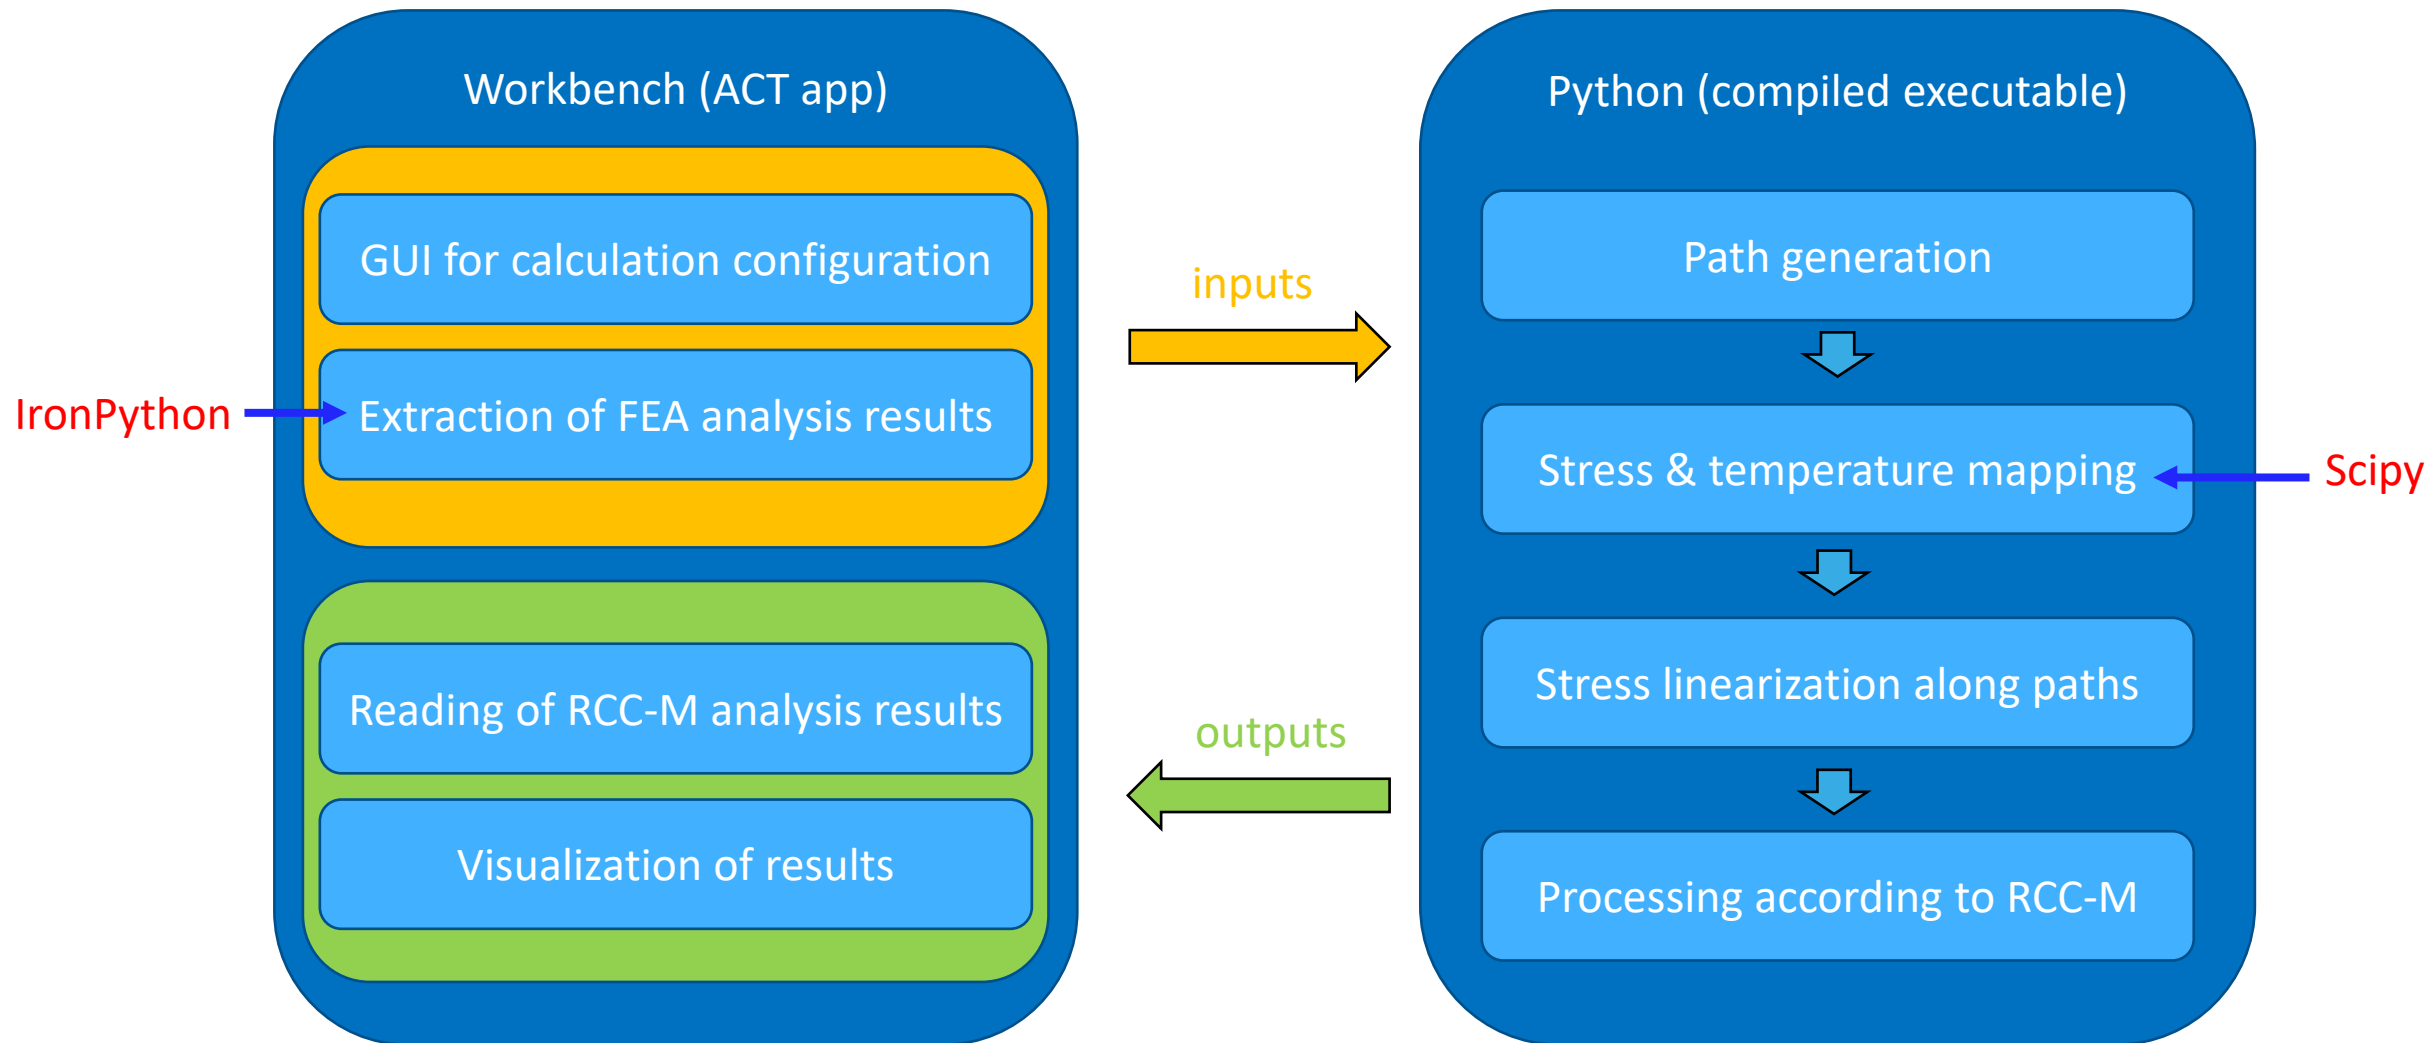 Workbench (ACT app)
GUI for calculation configuration
Extraction of FEA analysis results
IronPython
Reading of RCC-M analysis results
Visualization of results
inputs
outputs
Python (compiled executable)
Path generation
Stress & temperature mapping
Scipy
Stress linearization along paths
Processing according to RCC-M